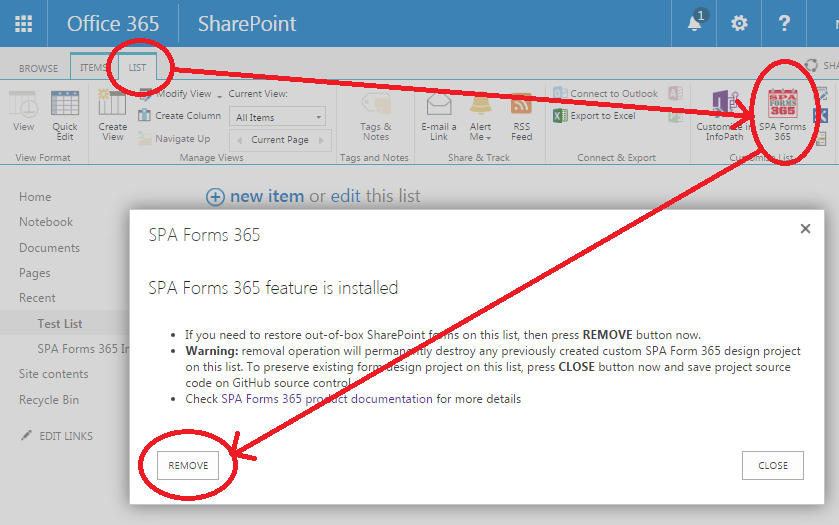 Office 365 SharePoint 1 ?
BROWSE ITEMS LIST SHA
View Quick Edit
View Format
Create View Modify View Current View:
Create Column All Items
Navigate Up Current Page
Manage Views
Tags & Notes
Tags and Notes
E-mail a Link Alert Me RSS Feed
Share & Track
Connect to Outlook
Export to Excel
Connect & Export
Customize in InfoPath SPA Forms 365
SPA FORMS 365
Customize List
Home
Notebook
Documents
Pages
Recent
Test List
SPA Forms 365 In
Site contents
Recycle Bin
EDIT LINKS
new item or edit this list
SPA Forms 365
SPA Forms 365 feature is installed
• If you need to restore out-of-box SharePoint forms on this list, then press REMOVE button now.
• Warning: removal operation will permanently destroy any previously created custom SPA Form 365 design project
on this list. To preserve existing form design project on this list, press CLOSE button now and save project source
code on GitHub source control
• Check SPA Forms 365 product documentation for more details
REMOVE CLOSE